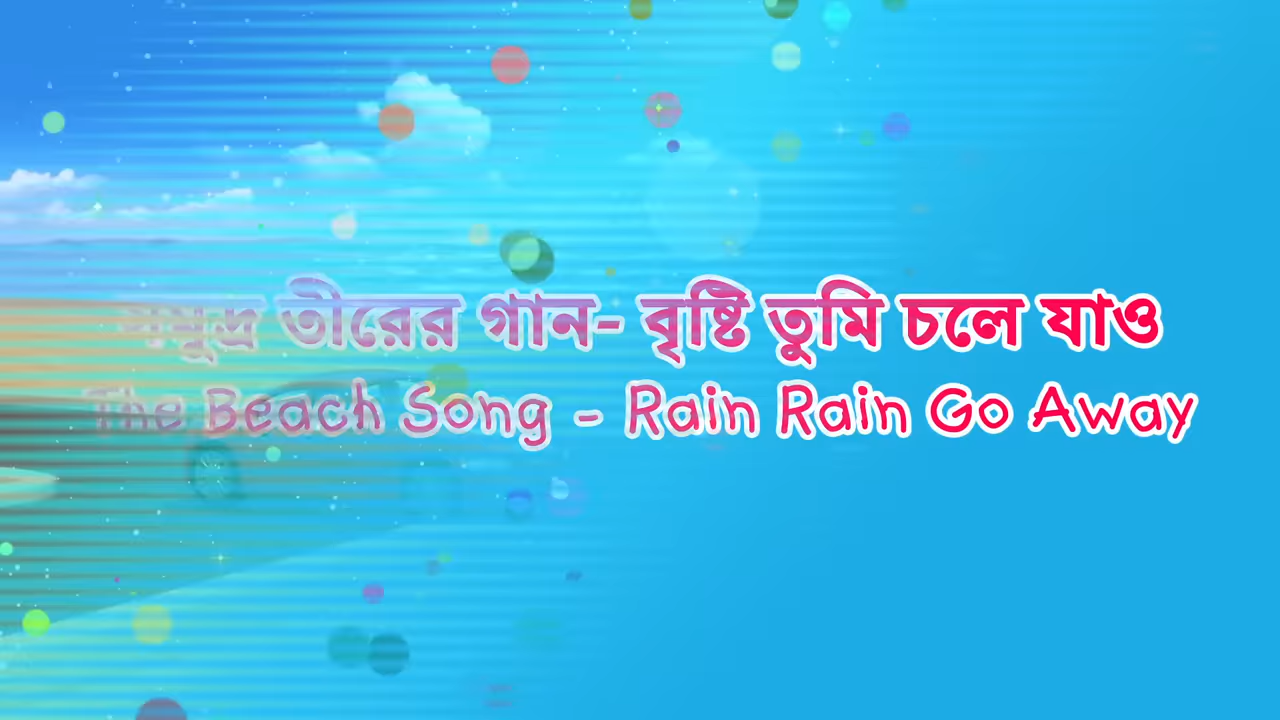 সমুদ্র তীরের গান- বৃষ্টি তুমি চলে যাও
The Beach Song - Rain Rain Go Away